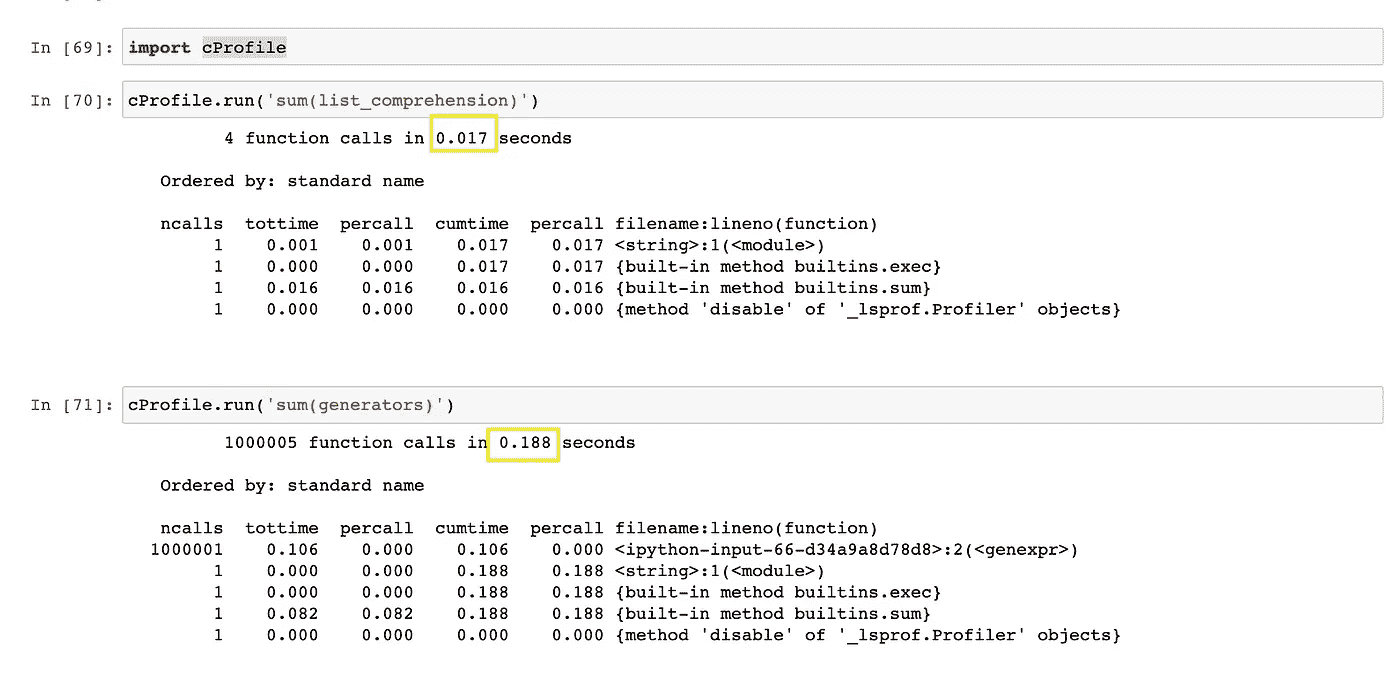 In [69]: import cProfile
In [70]: cProfile.run('sum(list_comprehension)')
4 function calls in 0.017 seconds
Ordered by: standard name
ncalls tottime percall cumtime percall filename:lineno(function)
1 0.001 0.001 0.017 0.017 <string>:1(<module>)
1 0.000 0.000 0.017 0.017 {built-in method builtins.exec}
1 0.016 0.016 0.016 0.016 {built-in method builtins.sum}
1 0.000 0.000 0.000 0.000 {method 'disable' of '_lsprof.Profiler' objects}
In [71]: cProfile.run('sum(generators)')
1000005 function calls in 0.188 seconds
Ordered by: standard name
ncalls tottime percall cumtime percall filename:lineno(function)
1000001 0.106 0.000 0.106 0.000 <ipython-input-66-d34a9a8d78d8>:2(<genexpr>)
1 0.000 0.000 0.188 0.188 <string>:1(<module>)
1 0.000 0.000 0.188 0.188 {built-in method builtins.exec}
1 0.082 0.082 0.188 0.188 {built-in method builtins.sum}
1 0.000 0.000 0.000 0.000 {method 'disable' of '_lsprof.Profiler' objects}